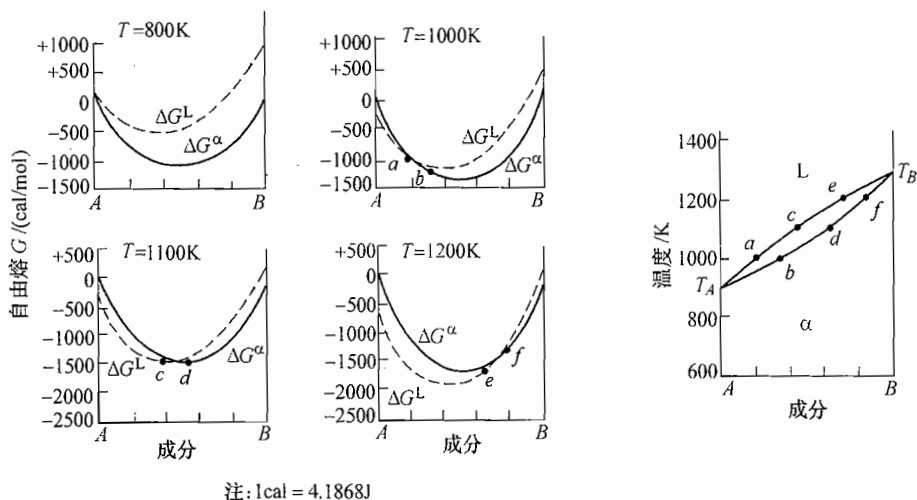 自由焓 G/(cal/mol)
T=800K
+1000
+500
0
−500
−1000
−1500
ΔG^L
ΔG^α
A
B
T=1000K
+1000
+500
0
−500
−1000
−1500
ΔG^L
ΔG^α
a
b
A
B
T=1100K
+500
0
−500
−1000
−1500
−2000
−2500
ΔG^L
ΔG^α
c
d
A
B
成分
T=1200K
+500
0
−500
−1000
−1500
−2000
−2500
ΔG^α
ΔG^L
e
f
A
B
成分
温度/K
1400
1200
1000
800
600
T_A
T_B
L
α
a
b
c
d
e
f
A
B
成分
注:1cal = 4.1868J